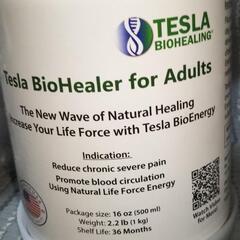 TESLA
BIOHEALING®
Tesla BioHealer for Adults
The New Wave of Natural Healing
Increase Your Life Force with Tesla BioEnergy
Indication:
Reduce chronic severe pain
Promote blood circulation
Using Natural Life Force Energy
Package size: 16 oz (500 ml)
Weight: 2.2 lb (1 kg)
Shelf Life: 36 Months
Watch Video